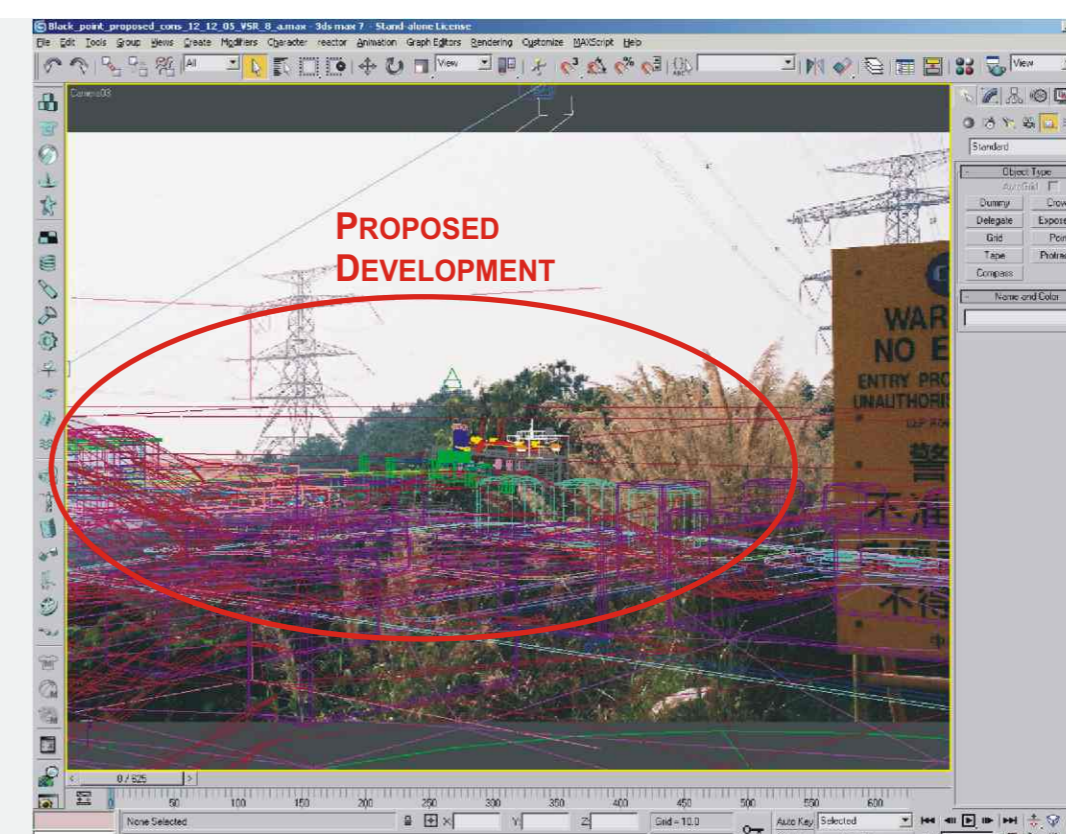 Black_point_proposed_cons_12_12_05_VSR_8_a.max - 3ds max 7 - Stand-alone License
File Edit Tools Group Views Create Modifiers Character reactor Animation Graph Editors Rendering Customize MAXScript Help
All View View
Camera03
Standard
PROPOSED
DEVELOPMENT
- Object Type
AutoGrid
Dummy
Delegate
Grid
Tape
Compass
- Name and Color
WAR
NO E
ENTRY PRO
UNAUTHORIS
不准
不得
0 / 625
0 50 100 150 200 250 300 350 400 450 500 550 600
None Selected X Y Z Grid = 10.0 Auto Key Selected